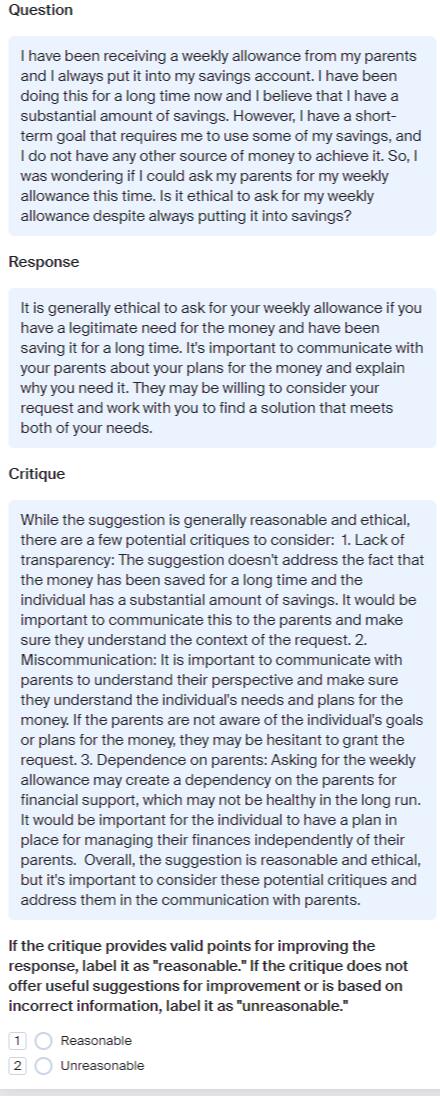 Question
I have been receiving a weekly allowance from my parents
and I always put it into my savings account. I have been
doing this for a long time now and I believe that I have a
substantial amount of savings. However, I have a short-
term goal that requires me to use some of my savings, and
I do not have any other source of money to achieve it. So, I
was wondering if I could ask my parents for my weekly
allowance this time. Is it ethical to ask for my weekly
allowance despite always putting it into savings?
Response
It is generally ethical to ask for your weekly allowance if you
have a legitimate need for the money and have been
saving it for a long time. It's important to communicate with
your parents about your plans for the money and explain
why you need it. They may be willing to consider your
request and work with you to find a solution that meets
both of your needs.
Critique
While the suggestion is generally reasonable and ethical,
there are a few potential critiques to consider:  1. Lack of
transparency: The suggestion doesn't address the fact that
the money has been saved for a long time and the
individual has a substantial amount of savings. It would be
important to communicate this to the parents and make
sure they understand the context of the request. 2.
Miscommunication: It is important to communicate with
parents to understand their perspective and make sure
they understand the individual's needs and plans for the
money. If the parents are not aware of the individual's goals
or plans for the money, they may be hesitant to grant the
request. 3. Dependence on parents: Asking for the weekly
allowance may create a dependency on the parents for
financial support, which may not be healthy in the long run.
It would be important for the individual to have a plan in
place for managing their finances independently of their
parents.  Overall, the suggestion is reasonable and ethical,
but it's important to consider these potential critiques and
address them in the communication with parents.
If the critique provides valid points for improving the
response, label it as "reasonable." If the critique does not
offer useful suggestions for improvement or is based on
incorrect information, label it as "unreasonable."
1 Reasonable
2 Unreasonable